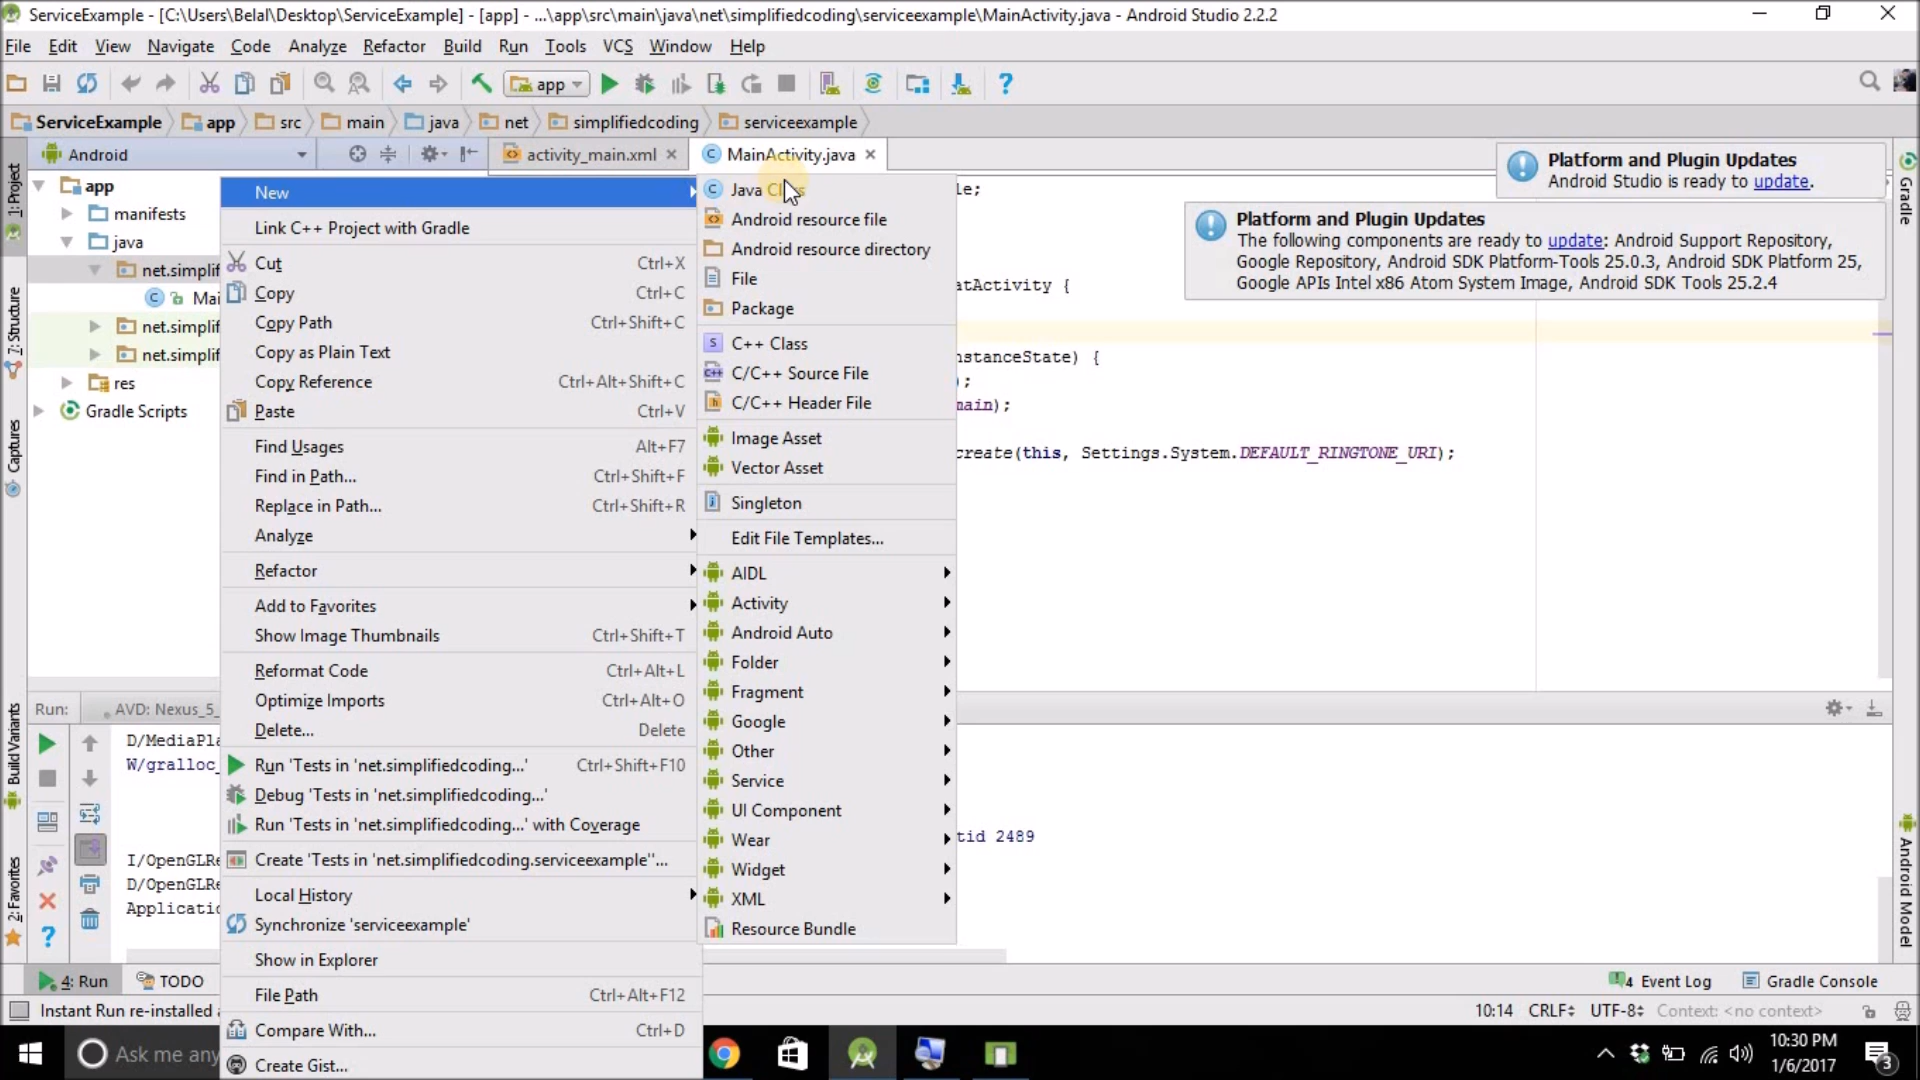 ServiceExample - [C:\Users\Belal\Desktop\ServiceExample] - [app] - ...\app\src\main\java\net\simplifiedcoding\serviceexample\MainActivity.java - Android Studio 2.2.2
File Edit View Navigate Code Analyze Refactor Build Run Tools VCS Window Help
app
ServiceExample app src main java net simplifiedcoding serviceexample
Android
activity_main.xml
MainActivity.java
1: Project
7: Structure
Captures
Build Variants
2: Favorites
Gradle
Android Model
app
manifests
java
net.simplif
Mai
net.simplif
net.simplif
res
Gradle Scripts
New
Link C++ Project with Gradle
Cut Ctrl+X
Copy Ctrl+C
Copy Path Ctrl+Shift+C
Copy as Plain Text
Copy Reference Ctrl+Alt+Shift+C
Paste Ctrl+V
Find Usages Alt+F7
Find in Path... Ctrl+Shift+F
Replace in Path... Ctrl+Shift+R
Analyze
Refactor
Add to Favorites
Show Image Thumbnails Ctrl+Shift+T
Reformat Code Ctrl+Alt+L
Optimize Imports Ctrl+Alt+O
Delete... Delete
Run 'Tests in 'net.simplifiedcoding...' Ctrl+Shift+F10
Debug 'Tests in 'net.simplifiedcoding...'
Run 'Tests in 'net.simplifiedcoding...' with Coverage
Create 'Tests in 'net.simplifiedcoding.serviceexample''...
Local History
Synchronize 'serviceexample'
Show in Explorer
File Path Ctrl+Alt+F12
Compare With... Ctrl+D
Create Gist...
Java Class
Android resource file
Android resource directory
File
Package
C++ Class
C/C++ Source File
C/C++ Header File
Image Asset
Vector Asset
Singleton
Edit File Templates...
AIDL
Activity
Android Auto
Folder
Fragment
Google
Other
Service
UI Component
Wear
Widget
XML
Resource Bundle
le;
atActivity {
nstanceState) {
);
main);
create(this, Settings.System.DEFAULT_RINGTONE_URI);
Platform and Plugin Updates
Android Studio is ready to update.
Platform and Plugin Updates
The following components are ready to update: Android Support Repository,
Google Repository, Android SDK Platform-Tools 25.0.3, Android SDK Platform 25,
Google APIs Intel x86 Atom System Image, Android SDK Tools 25.2.4
Run: AVD: Nexus_5_
D/MediaPla
W/gralloc_
tid 2489
I/OpenGLRe
D/OpenGLRe
Applicatio
4: Run TODO 4 Event Log Gradle Console
Instant Run re-installed a 10:14 CRLF UTF-8 Context: <no context>
Ask me any
10:30 PM
1/6/2017
3